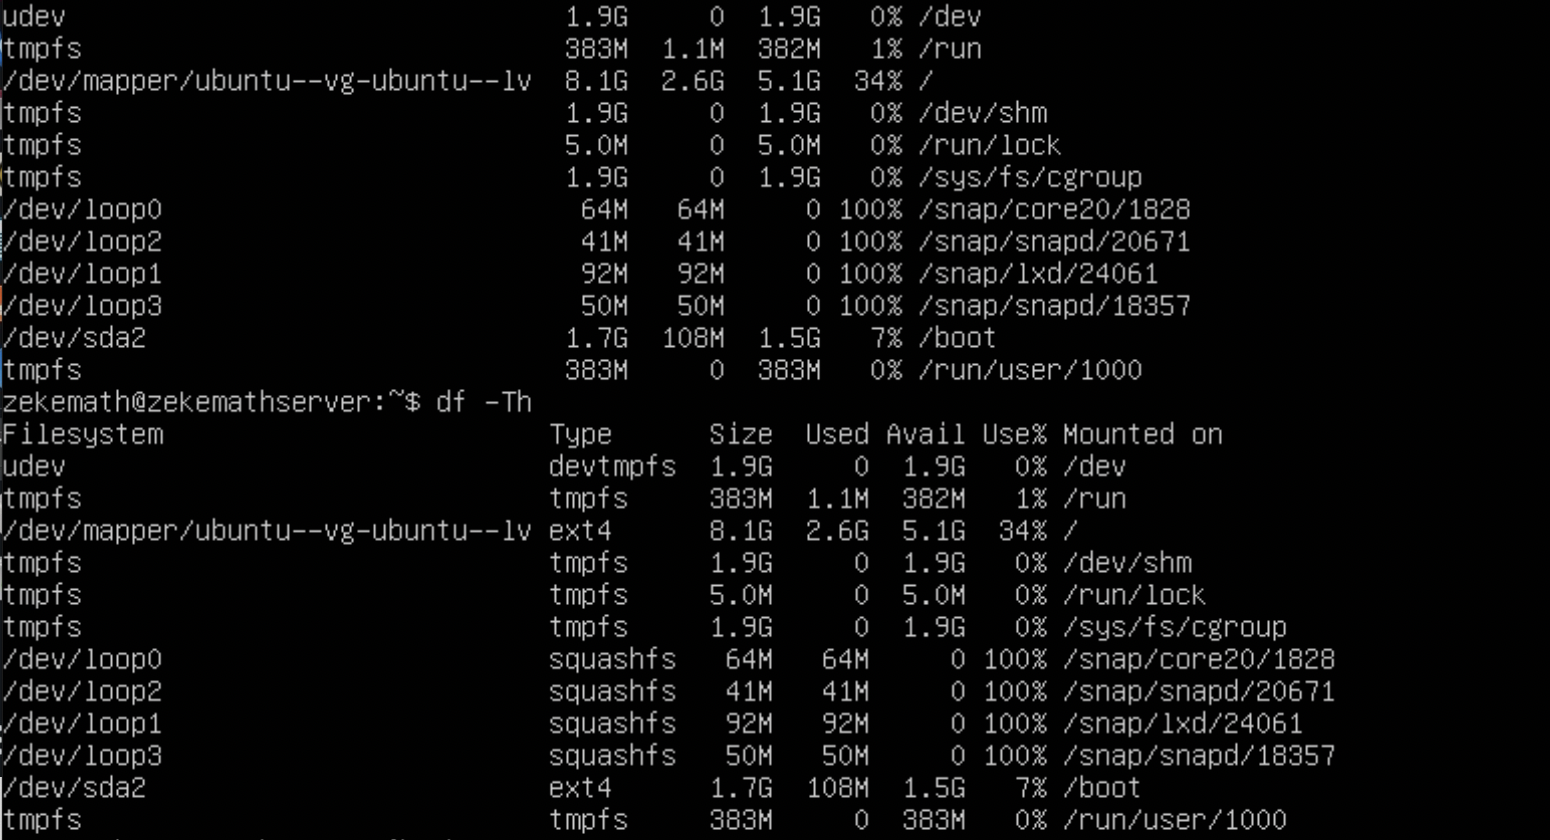 udev 1.9G 0 1.9G 0% /dev
tmpfs 383M 1.1M 382M 1% /run
/dev/mapper/ubuntu--vg-ubuntu--lv 8.1G 2.6G 5.1G 34% /
tmpfs 1.9G 0 1.9G 0% /dev/shm
tmpfs 5.0M 0 5.0M 0% /run/lock
tmpfs 1.9G 0 1.9G 0% /sys/fs/cgroup
/dev/loop0 64M 64M 0 100% /snap/core20/1828
/dev/loop2 41M 41M 0 100% /snap/snapd/20671
/dev/loop1 92M 92M 0 100% /snap/lxd/24061
/dev/loop3 50M 50M 0 100% /snap/snapd/18357
/dev/sda2 1.7G 108M 1.5G 7% /boot
tmpfs 383M 0 383M 0% /run/user/1000
zekemath@zekemathserver:~$ df -Th
Filesystem Type Size Used Avail Use% Mounted on
udev devtmpfs 1.9G 0 1.9G 0% /dev
tmpfs tmpfs 383M 1.1M 382M 1% /run
/dev/mapper/ubuntu--vg-ubuntu--lv ext4 8.1G 2.6G 5.1G 34% /
tmpfs tmpfs 1.9G 0 1.9G 0% /dev/shm
tmpfs tmpfs 5.0M 0 5.0M 0% /run/lock
tmpfs tmpfs 1.9G 0 1.9G 0% /sys/fs/cgroup
/dev/loop0 squashfs 64M 64M 0 100% /snap/core20/1828
/dev/loop2 squashfs 41M 41M 0 100% /snap/snapd/20671
/dev/loop1 squashfs 92M 92M 0 100% /snap/lxd/24061
/dev/loop3 squashfs 50M 50M 0 100% /snap/snapd/18357
/dev/sda2 ext4 1.7G 108M 1.5G 7% /boot
tmpfs tmpfs 383M 0 383M 0% /run/user/1000